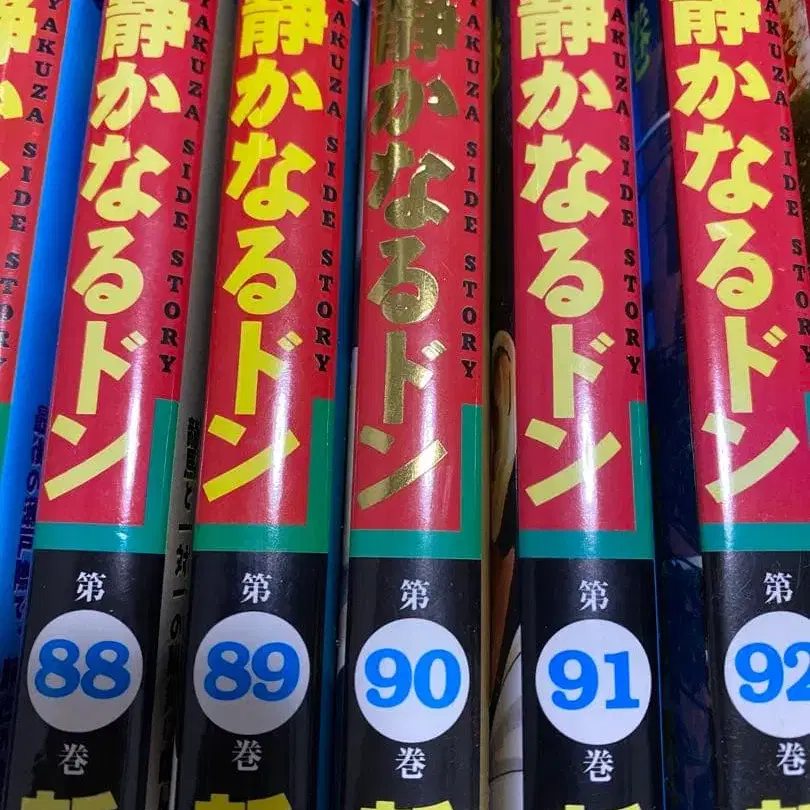 静かなるドン
YAKUZA SIDE STORY
第
88
巻
静かなるドン
YAKUZA SIDE STORY
第
89
巻
静かなるドン
YAKUZA SIDE STORY
第
90
巻
静かなるドン
YAKUZA SIDE STORY
第
91
巻
静かなるドン
YAKUZA SIDE STORY
第
92
巻